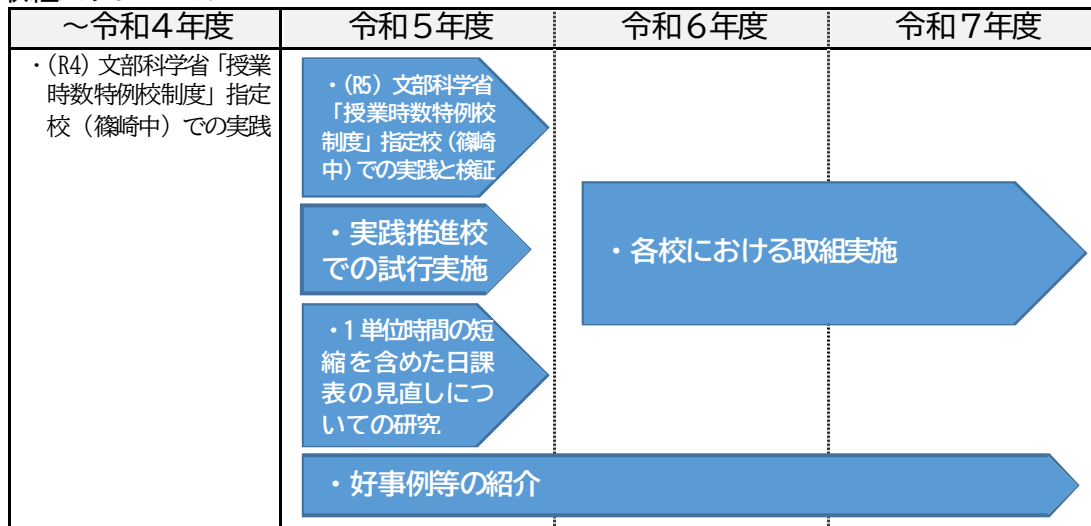 ～令和４年度
令和５年度
令和６年度
令和７年度
・(R4) 文部科学省「授業
時数特例校制度」指定
校（篠崎中）での実践
・(R5) 文部科学省
「授業時数特例校
制度」指定校（篠崎
中）での実践と検証
・実践推進校
での試行実施
・1 単位時間の短
縮を含めた日課
表の見直しにつ
いての研究
・各校における取組実施
・好事例等の紹介